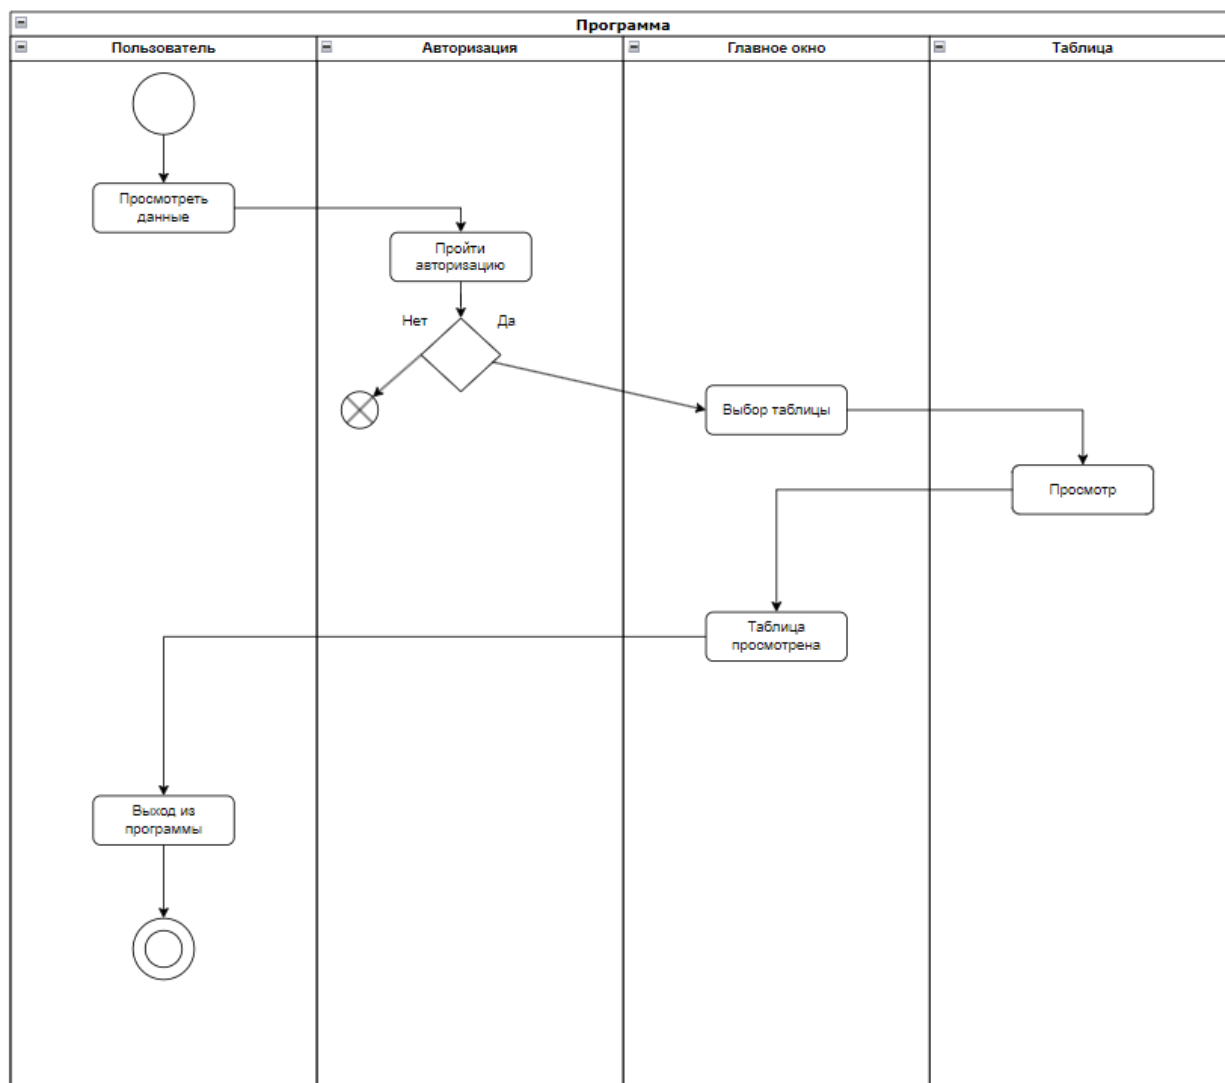 Программа
Пользователь
Авторизация
Главное окно
Таблица
Просмотреть
данные
Пройти
авторизацию
Нет
Да
Выбор таблицы
Просмотр
Таблица
просмотрена
Выход из
программы